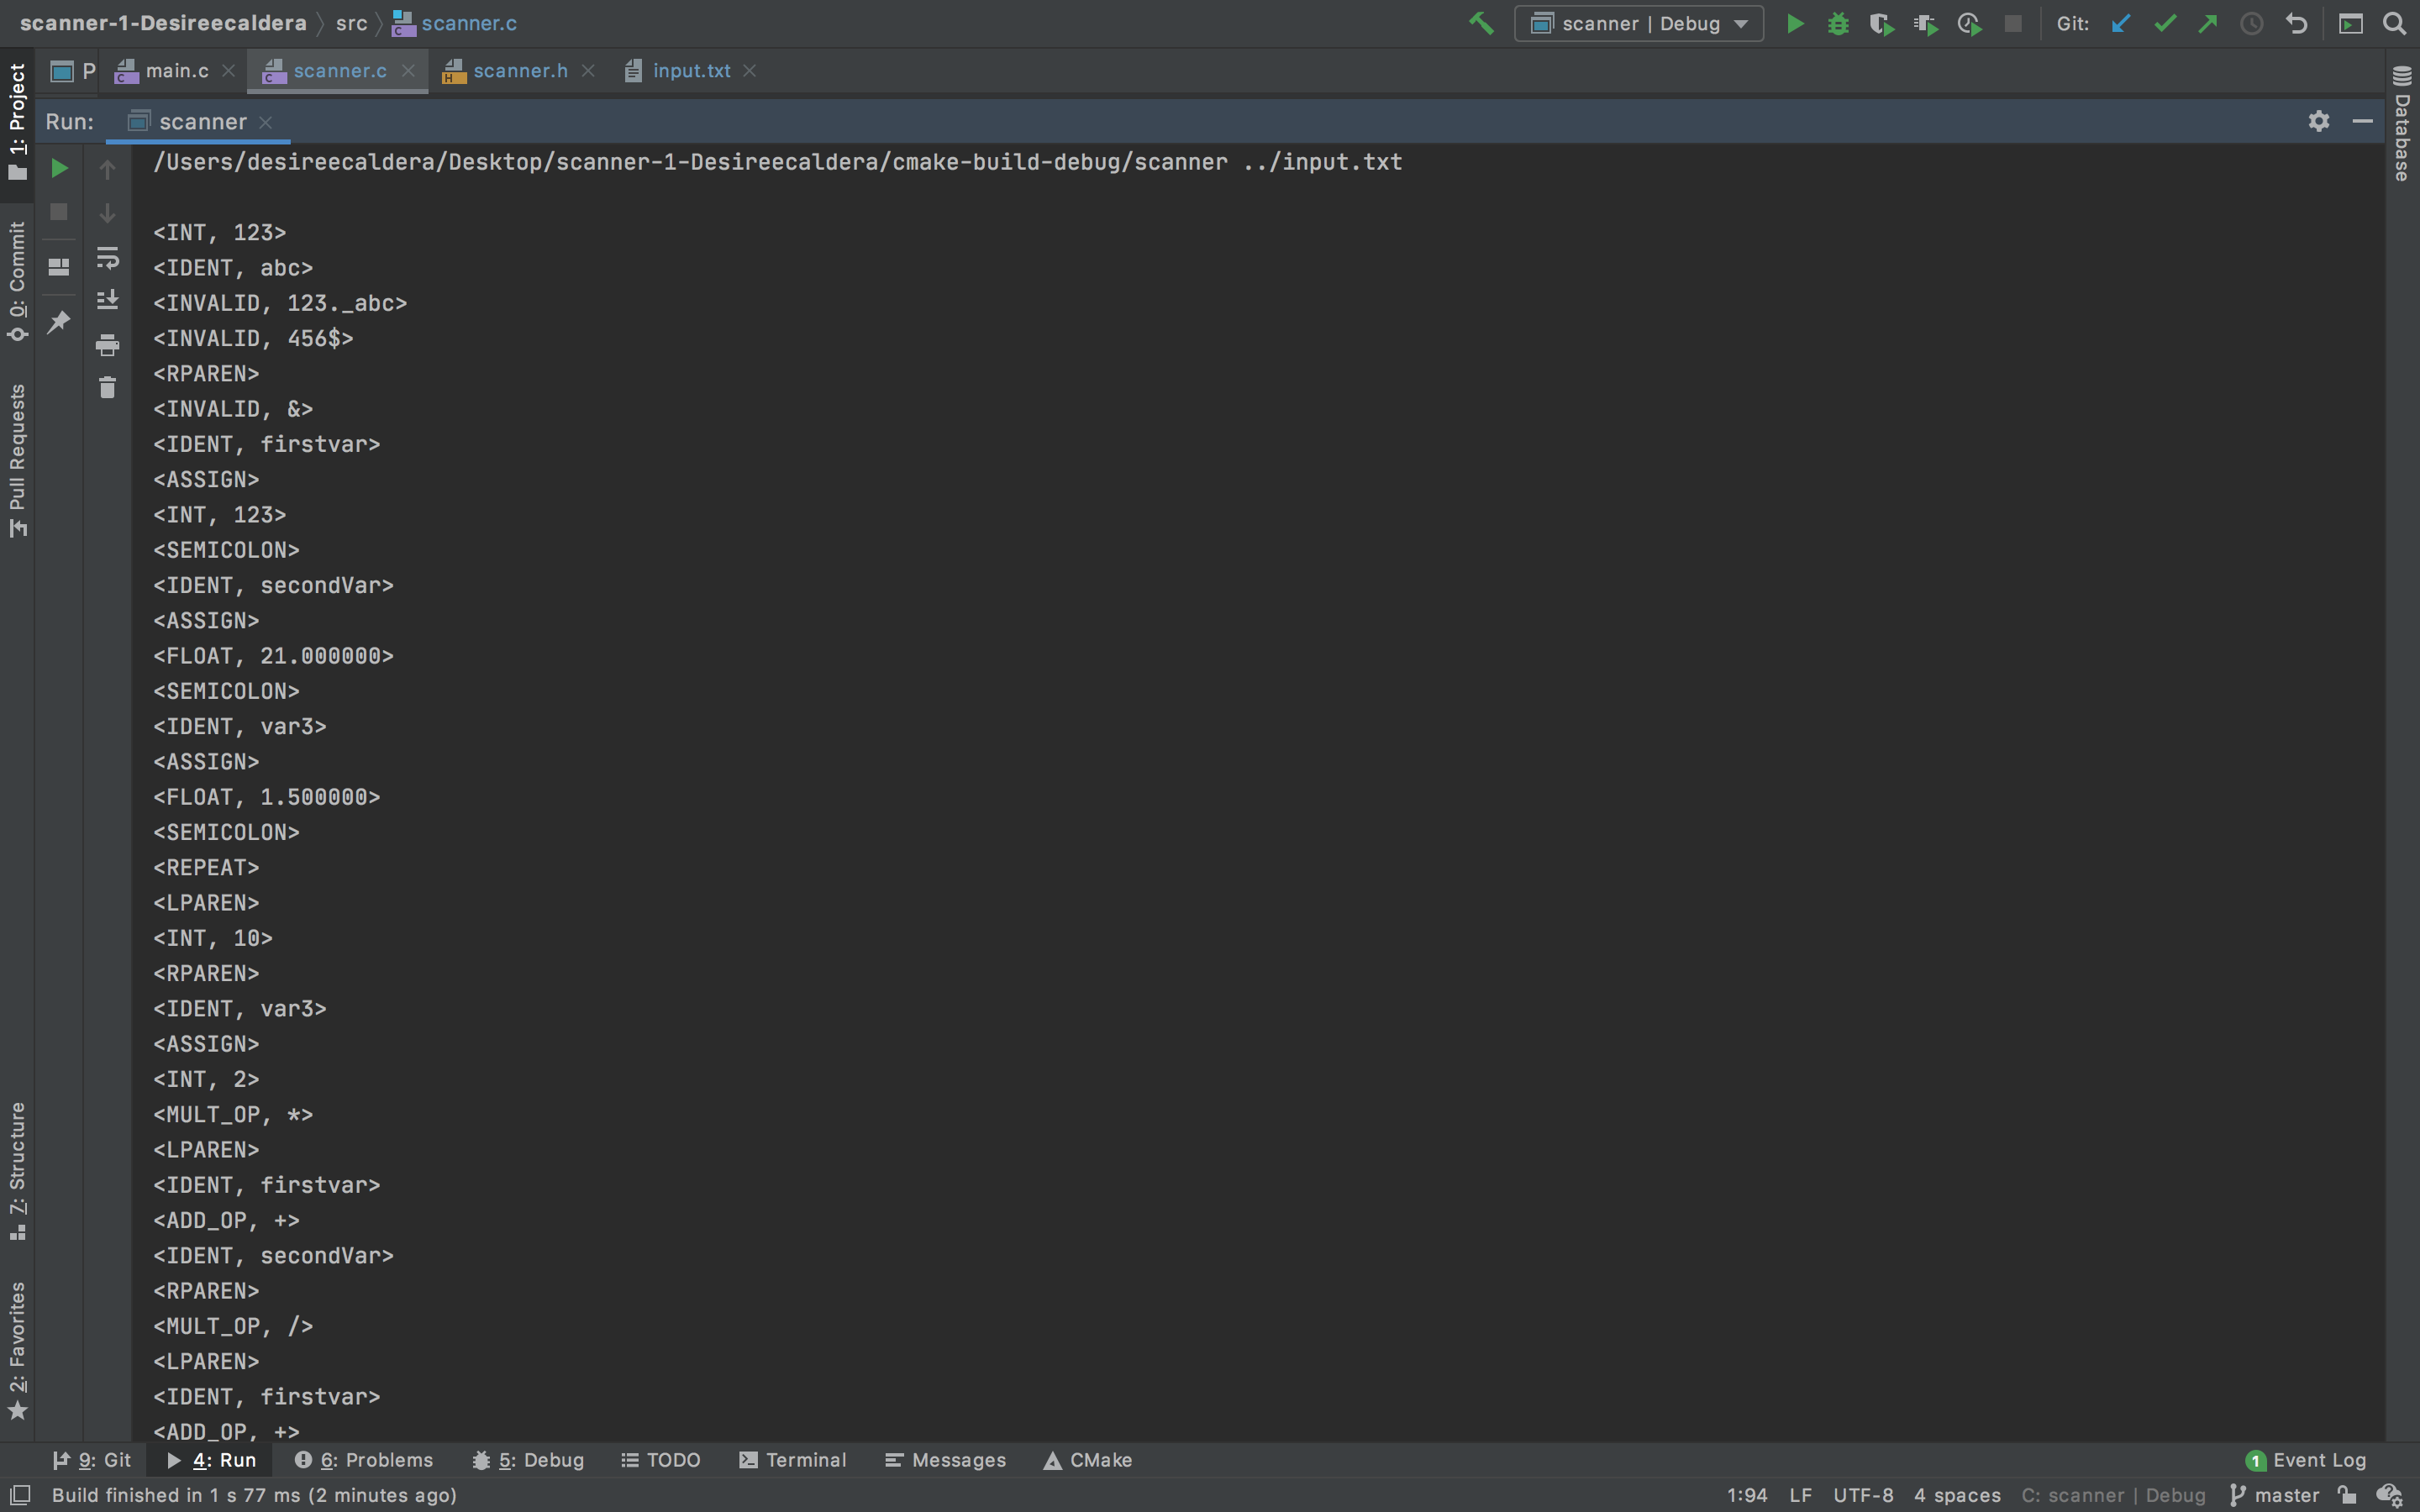 scanner-1-Desireecaldera src scanner.c
scanner | Debug
Git:
P main.c scanner.c scanner.h input.txt
Run: scanner
/Users/desireecaldera/Desktop/scanner-1-Desireecaldera/cmake-build-debug/scanner ../input.txt
<INT, 123>
<IDENT, abc>
<INVALID, 123._abc>
<INVALID, 456$>
<RPAREN>
<INVALID, &>
<IDENT, firstvar>
<ASSIGN>
<INT, 123>
<SEMICOLON>
<IDENT, secondVar>
<ASSIGN>
<FLOAT, 21.000000>
<SEMICOLON>
<IDENT, var3>
<ASSIGN>
<FLOAT, 1.500000>
<SEMICOLON>
<REPEAT>
<LPAREN>
<INT, 10>
<RPAREN>
<IDENT, var3>
<ASSIGN>
<INT, 2>
<MULT_OP, *>
<LPAREN>
<IDENT, firstvar>
<ADD_OP, +>
<IDENT, secondVar>
<RPAREN>
<MULT_OP, />
<LPAREN>
<IDENT, firstvar>
<ADD_OP, +>
1: Project
0: Commit
Pull Requests
7: Structure
2: Favorites
Database
9: Git 4: Run 6: Problems 5: Debug TODO Terminal Messages CMake 1 Event Log
Build finished in 1 s 77 ms (2 minutes ago) 1:94 LF UTF-8 4 spaces C: scanner | Debug master